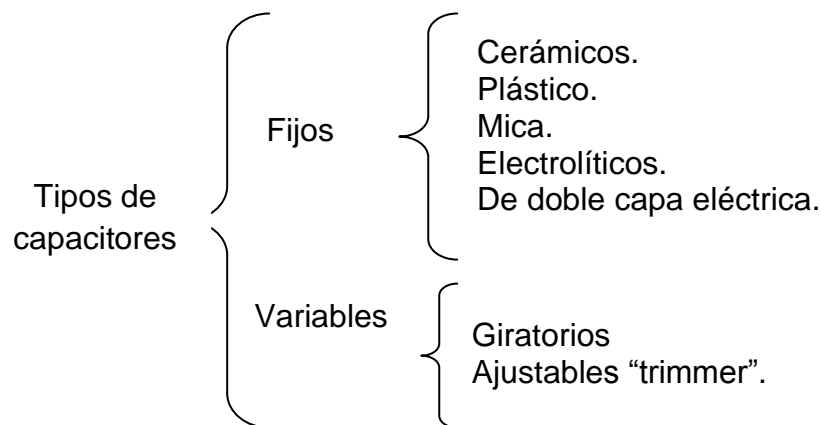 Tipos de
capacitores
Fijos
Cerámicos.
Plástico.
Mica.
Electrolíticos.
De doble capa eléctrica.
Variables
Giratorios
Ajustables “trimmer”.